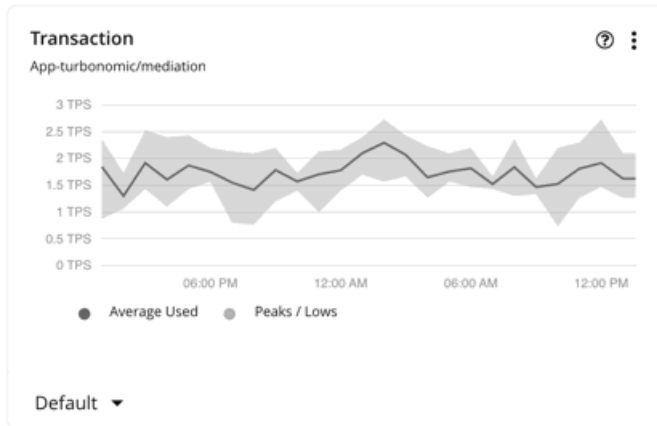 Transaction
App-turbonomic/mediation
3 TPS
2.5 TPS
2 TPS
1.5 TPS
1 TPS
0.5 TPS
0 TPS
06:00 PM 12:00 AM 06:00 AM 12:00 PM
Average Used Peaks / Lows
Default